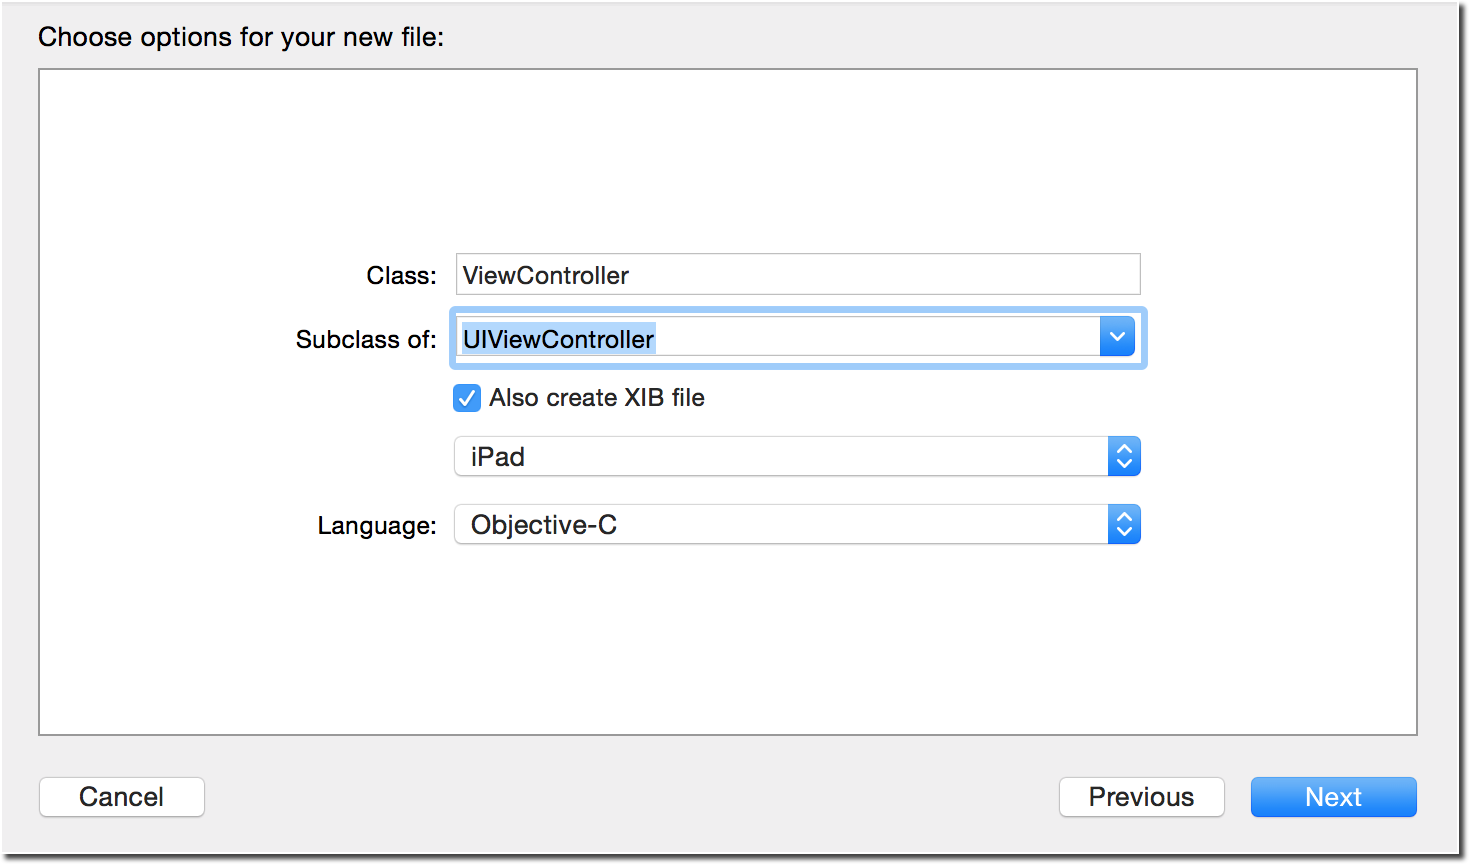 Choose options for your new file:
Class: ViewController
Subclass of: UIViewController
Also create XIB file
iPad
Language: Objective-C
Cancel Previous Next